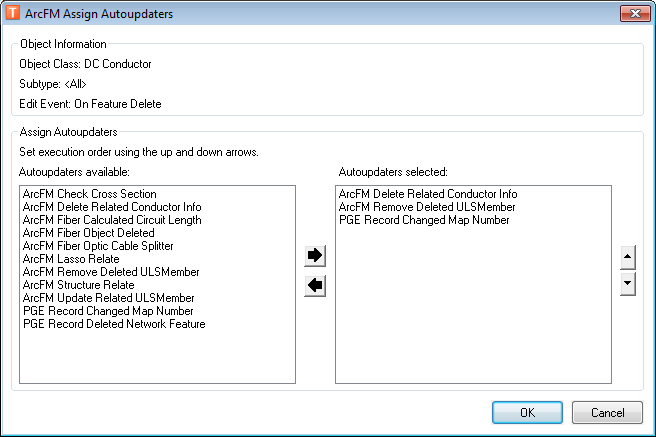 T ArcFM Assign Autoupdaters
Object Information
Object Class: DC Conductor
Subtype: <All>
Edit Event: On Feature Delete
Assign Autoupdaters
Set execution order using the up and down arrows.
Autoupdaters available:
ArcFM Check Cross Section
ArcFM Delete Related Conductor Info
ArcFM Fiber Calculated Circuit Length
ArcFM Fiber Object Deleted
ArcFM Fiber Optic Cable Splitter
ArcFM Lasso Relate
ArcFM Remove Deleted ULSMember
ArcFM Structure Relate
ArcFM Update Related ULSMember
PGE Record Changed Map Number
PGE Record Deleted Network Feature
Autoupdaters selected:
ArcFM Delete Related Conductor Info
ArcFM Remove Deleted ULSMember
PGE Record Changed Map Number
OK Cancel